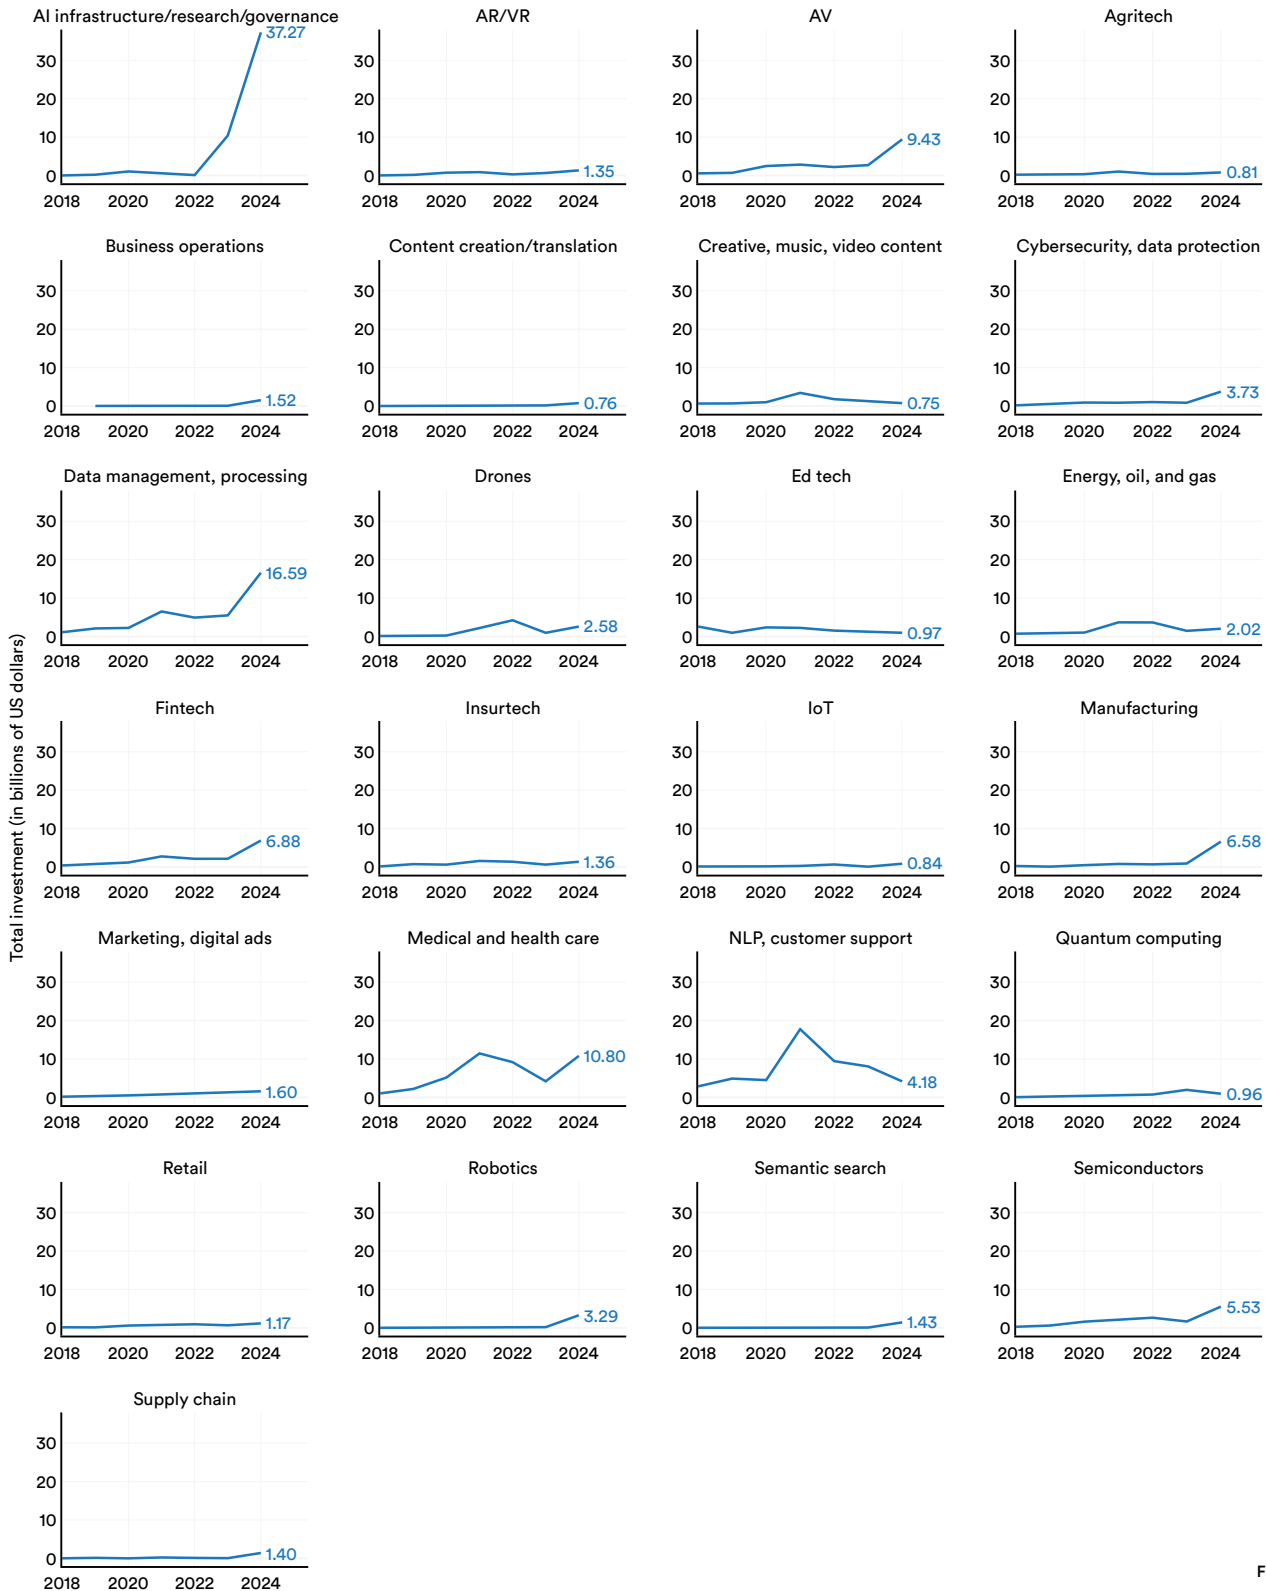 AI infrastructure/research/governance
AR/VR
AV
Agritech
30
20
10
0
37.27
2018 2020 2022 2024
30
20
10
0
1.35
2018 2020 2022 2024
30
20
10
0
9.43
2018 2020 2022 2024
30
20
10
0
0.81
2018 2020 2022 2024
Business operations
Content creation/translation
Creative, music, video content
Cybersecurity, data protection
30
20
10
0
1.52
2018 2020 2022 2024
30
20
10
0
0.76
2018 2020 2022 2024
30
20
10
0
0.75
2018 2020 2022 2024
30
20
10
0
3.73
2018 2020 2022 2024
Total investment (in billions of US dollars)
Data management, processing
Drones
Ed tech
Energy, oil, and gas
30
20
10
0
16.59
2018 2020 2022 2024
30
20
10
0
2.58
2018 2020 2022 2024
30
20
10
0
0.97
2018 2020 2022 2024
30
20
10
0
2.02
2018 2020 2022 2024
Fintech
Insurtech
IoT
Manufacturing
30
20
10
0
6.88
2018 2020 2022 2024
30
20
10
0
1.36
2018 2020 2022 2024
30
20
10
0
0.84
2018 2020 2022 2024
30
20
10
0
6.58
2018 2020 2022 2024
Marketing, digital ads
Medical and health care
NLP, customer support
Quantum computing
30
20
10
0
1.60
2018 2020 2022 2024
30
20
10
0
10.80
2018 2020 2022 2024
30
20
10
0
4.18
2018 2020 2022 2024
30
20
10
0
0.96
2018 2020 2022 2024
Retail
Robotics
Semantic search
Semiconductors
30
20
10
0
1.17
2018 2020 2022 2024
30
20
10
0
3.29
2018 2020 2022 2024
30
20
10
0
1.43
2018 2020 2022 2024
30
20
10
0
5.53
2018 2020 2022 2024
Supply chain
30
20
10
0
1.40
2018 2020 2022 2024
F